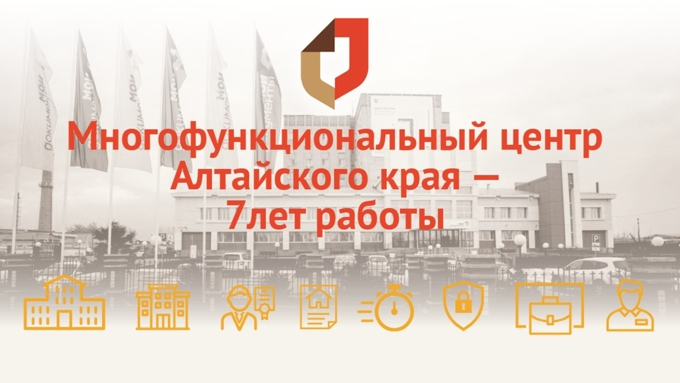 Многофункциональный центр
Алтайского края —
7лет работы